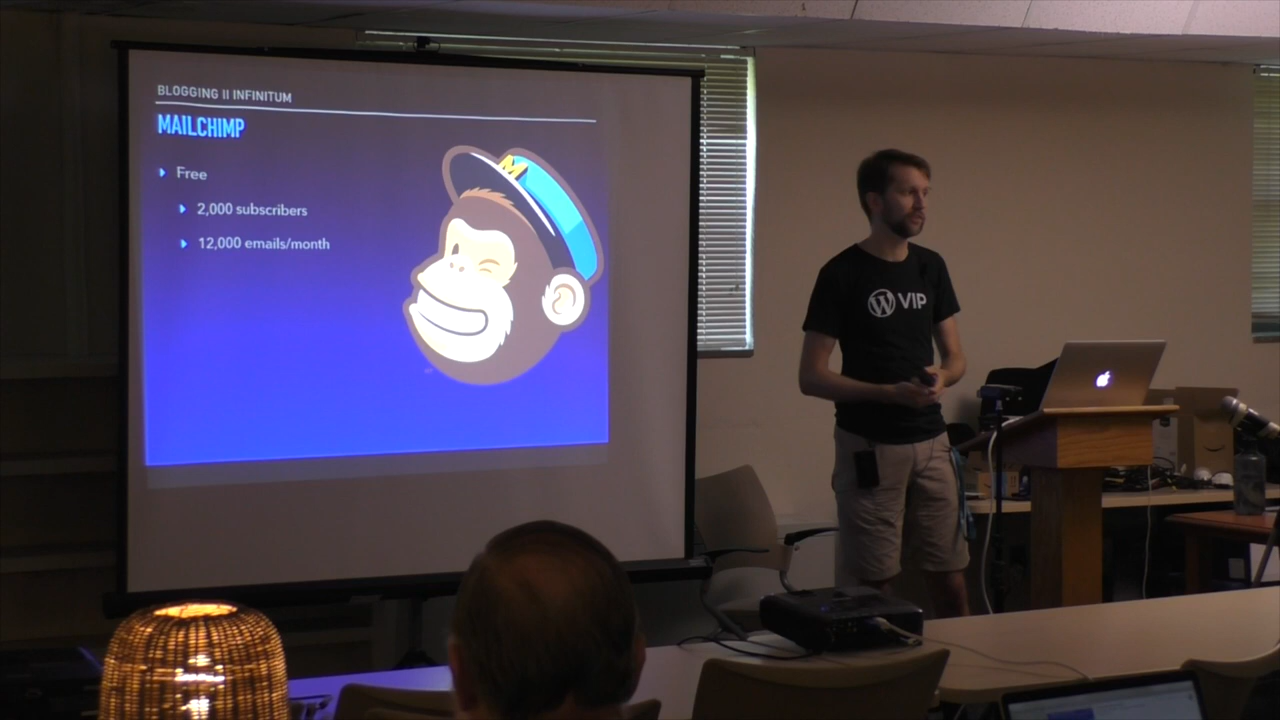 BLOGGING II INFINITUM
MAILCHIMP
Free
2,000 subscribers
12,000 emails/month
M
W VIP